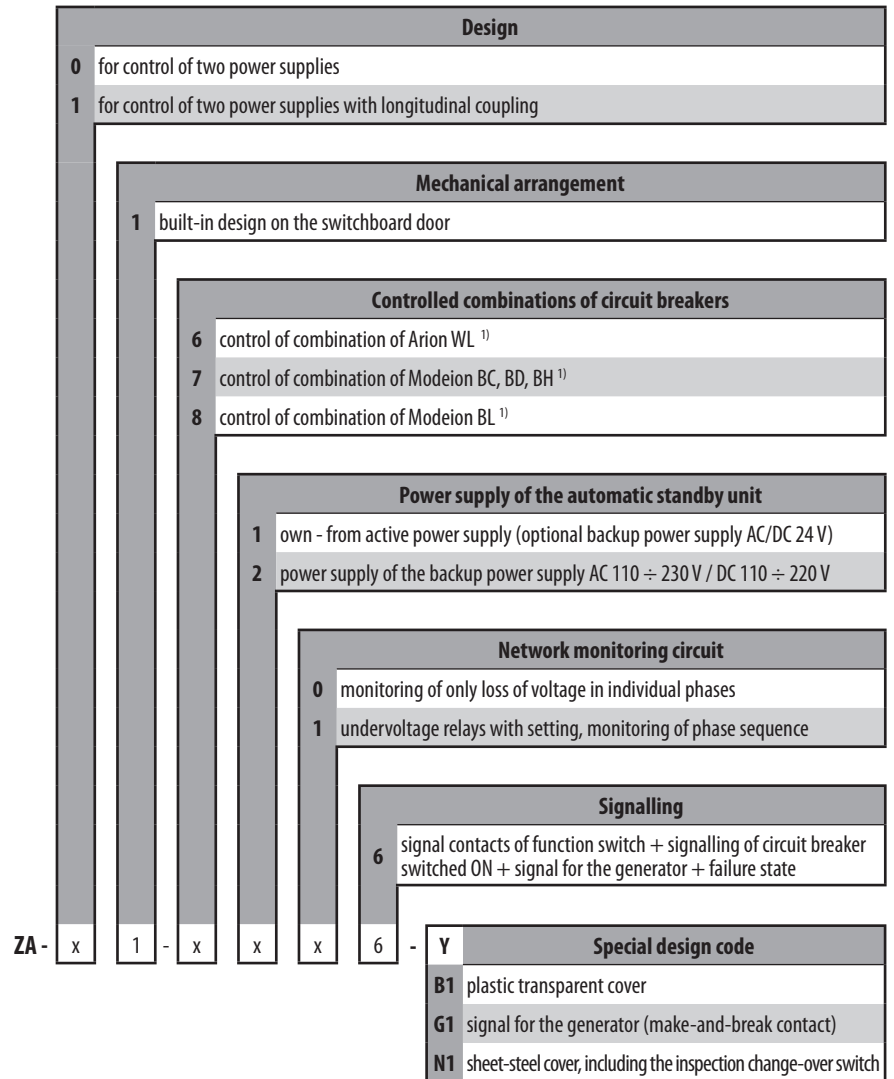 Design
0 for control of two power supplies
1 for control of two power supplies with longitudinal coupling
Mechanical arrangement
1 built-in design on the switchboard door
Controlled combinations of circuit breakers
6 control of combination of Arion WL 1)
7 control of combination of Modeion BC, BD, BH 1)
8 control of combination of Modeion BL 1)
Power supply of the automatic standby unit
1 own - from active power supply (optional backup power supply AC/DC 24 V)
2 power supply of the backup power supply AC 110 ÷ 230 V / DC 110 ÷ 220 V
Network monitoring circuit
0 monitoring of only loss of voltage in individual phases
1 undervoltage relays with setting, monitoring of phase sequence
Signalling
6 signal contacts of function switch + signalling of circuit breaker
switched ON + signal for the generator + failure state
ZA - x 1 - x x x 6 - Y Special design code
B1 plastic transparent cover
G1 signal for the generator (make-and-break contact)
N1 sheet-steel cover, including the inspection change-over switch